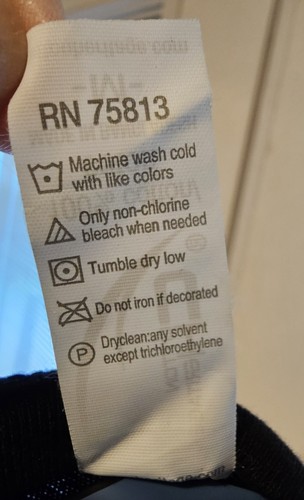 RN 75813
Machine wash cold
with like colors
Only non-chlorine
bleach when needed
Tumble dry low
Do not iron if decorated
P
Dryclean:any solvent
except trichloroethylene